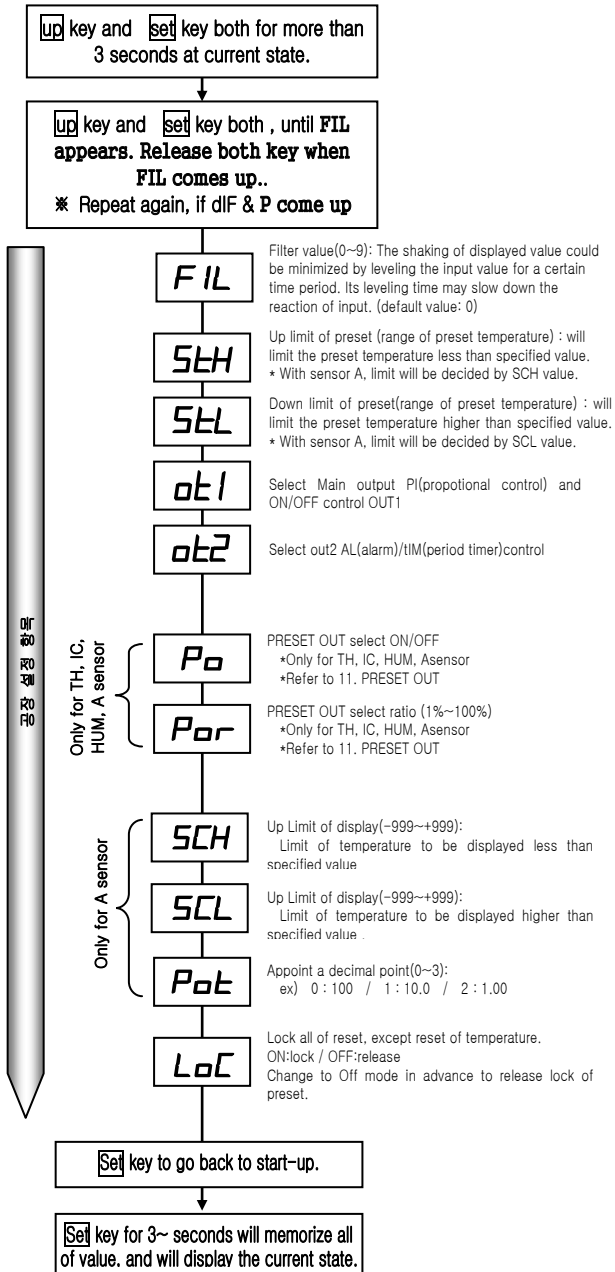 up key and set key both for more than
3 seconds at current state.
up key and set key both , until FIL
appears. Release both key when
FIL comes up..
※ Repeat again, if dIF & P come up
FIL
Filter value(0~9): The shaking of displayed value could
be minimized by leveling the input value for a certain
time period. Its leveling time may slow down the
reaction of input. (default value: 0)
StH
Up limit of preset (range of preset temperature) : will
limit the preset temperature less than specified value.
* With sensor A, limit will be decided by SCH value.
StL
Down limit of preset(range of preset temperature) : will
limit the preset temperature higher than specified value.
* With sensor A, limit will be decided by SCL value.
ot1
Select Main output PI(propotional control) and
ON/OFF control OUT1
ot2
Select out2 AL(alarm)/tIM(period timer)control
공장 설정 항목
Only for TH, IC,
HUM, A sensor
Po
PRESET OUT select ON/OFF
*Only for TH, IC, HUM, Asensor
*Refer to 11. PRESET OUT
Por
PRESET OUT select ratio (1%~100%)
*Only for TH, IC, HUM, Asensor
*Refer to 11. PRESET OUT
Only for A sensor
SCH
Up Limit of display(-999~+999):
Limit of temperature to be displayed less than
specified value
SCL
Up Limit of display(-999~+999):
Limit of temperature to be displayed higher than
specified value .
Pot
Appoint a decimal point(0~3):
ex) 0 : 100 / 1 : 10.0 / 2 : 1.00
LoC
Lock all of reset, except reset of temperature.
ON:lock / OFF:release
Change to Off mode in advance to release lock of
preset.
Set key to go back to start-up.
Set key for 3~ seconds will memorize all
of value, and will display the current state.